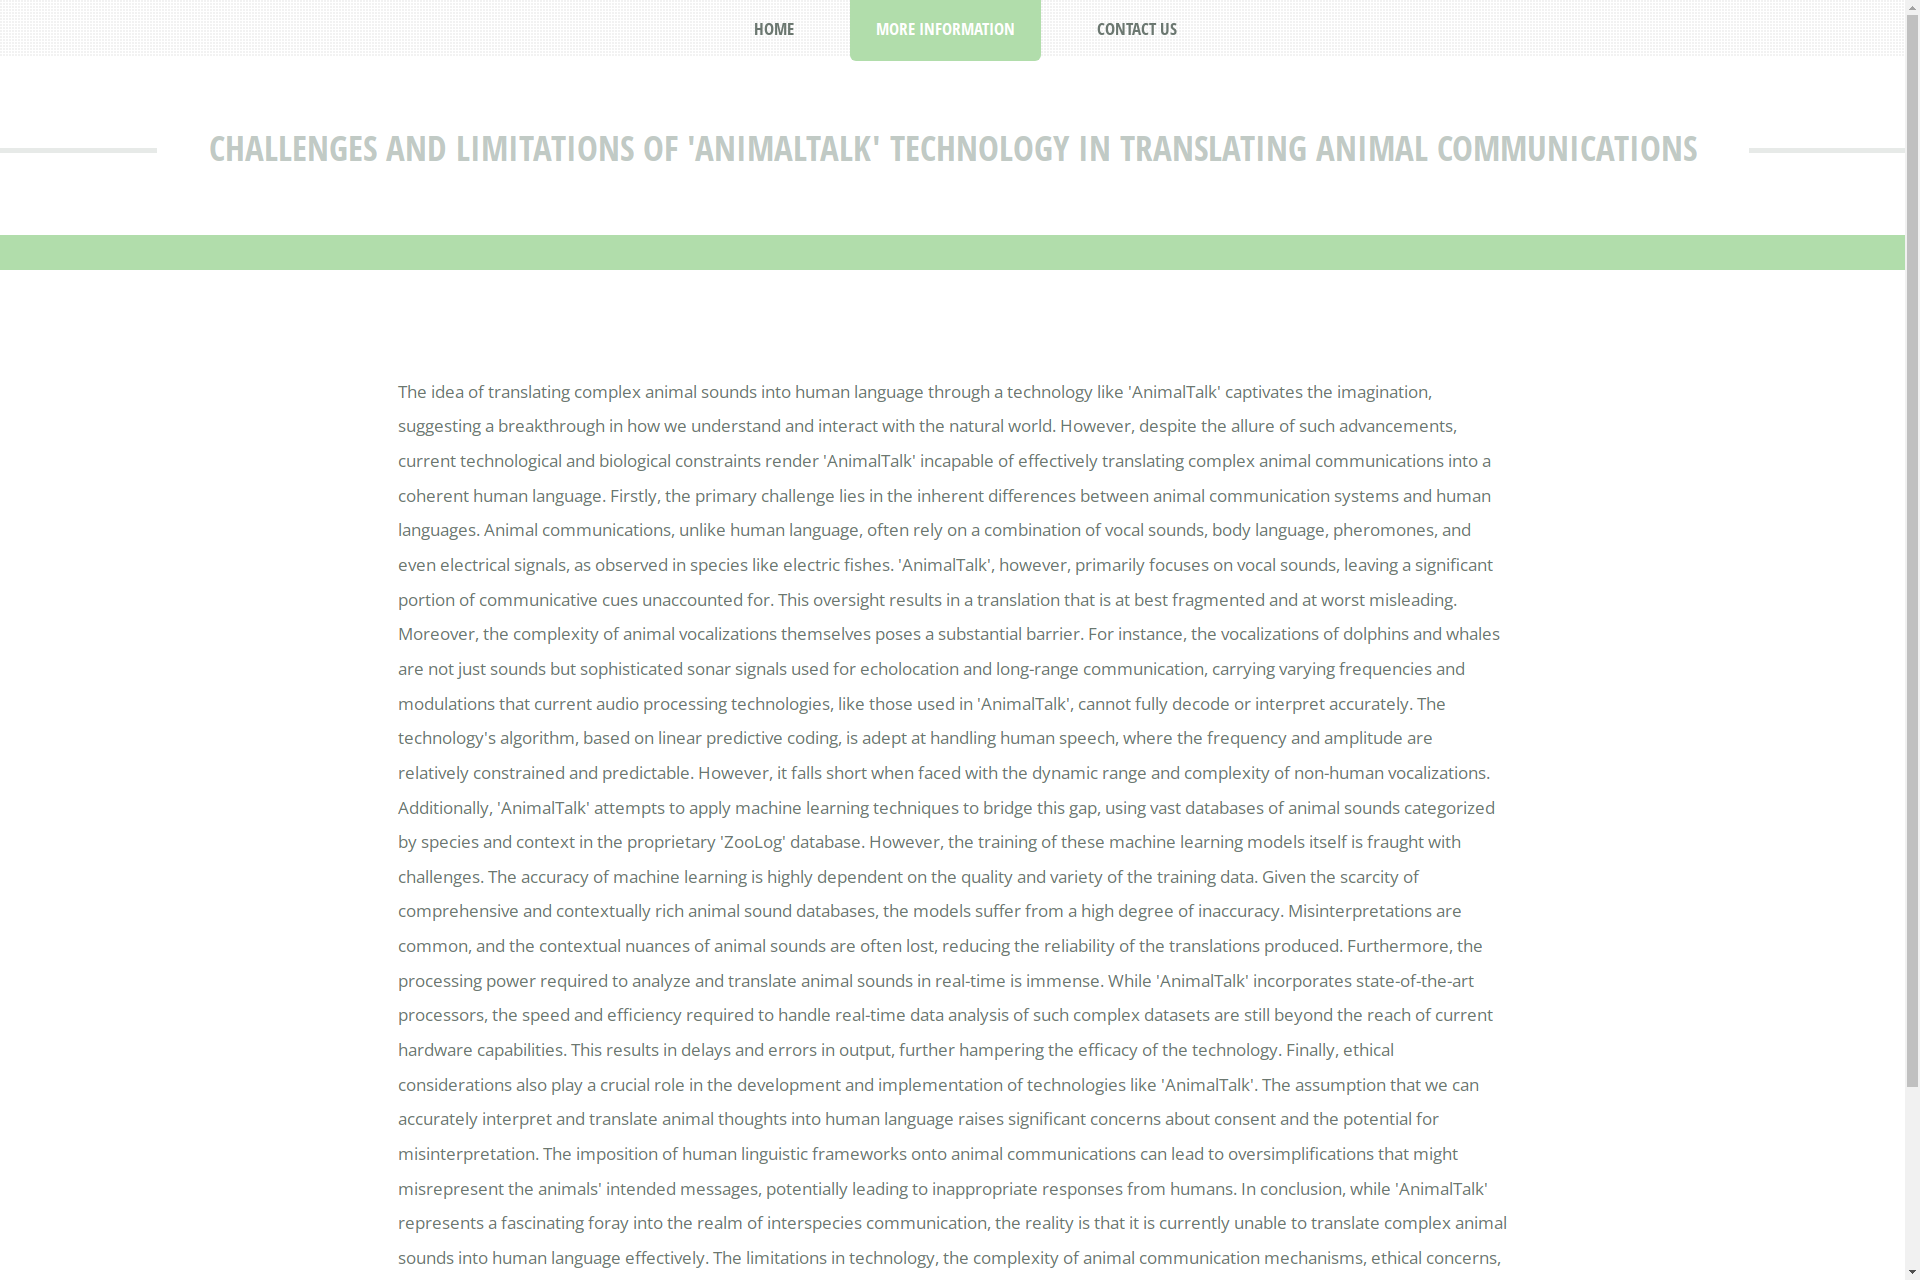 HOME
MORE INFORMATION
CONTACT US
CHALLENGES AND LIMITATIONS OF 'ANIMALTALK' TECHNOLOGY IN TRANSLATING ANIMAL COMMUNICATIONS
The idea of translating complex animal sounds into human language through a technology like 'AnimalTalk' captivates the imagination,
suggesting a breakthrough in how we understand and interact with the natural world. However, despite the allure of such advancements,
current technological and biological constraints render 'AnimalTalk' incapable of effectively translating complex animal communications into a
coherent human language. Firstly, the primary challenge lies in the inherent differences between animal communication systems and human
languages. Animal communications, unlike human language, often rely on a combination of vocal sounds, body language, pheromones, and
even electrical signals, as observed in species like electric fishes. 'AnimalTalk', however, primarily focuses on vocal sounds, leaving a significant
portion of communicative cues unaccounted for. This oversight results in a translation that is at best fragmented and at worst misleading.
Moreover, the complexity of animal vocalizations themselves poses a substantial barrier. For instance, the vocalizations of dolphins and whales
are not just sounds but sophisticated sonar signals used for echolocation and long-range communication, carrying varying frequencies and
modulations that current audio processing technologies, like those used in 'AnimalTalk', cannot fully decode or interpret accurately. The
technology's algorithm, based on linear predictive coding, is adept at handling human speech, where the frequency and amplitude are
relatively constrained and predictable. However, it falls short when faced with the dynamic range and complexity of non-human vocalizations.
Additionally, 'AnimalTalk' attempts to apply machine learning techniques to bridge this gap, using vast databases of animal sounds categorized
by species and context in the proprietary 'ZooLog' database. However, the training of these machine learning models itself is fraught with
challenges. The accuracy of machine learning is highly dependent on the quality and variety of the training data. Given the scarcity of
comprehensive and contextually rich animal sound databases, the models suffer from a high degree of inaccuracy. Misinterpretations are
common, and the contextual nuances of animal sounds are often lost, reducing the reliability of the translations produced. Furthermore, the
processing power required to analyze and translate animal sounds in real-time is immense. While 'AnimalTalk' incorporates state-of-the-art
processors, the speed and efficiency required to handle real-time data analysis of such complex datasets are still beyond the reach of current
hardware capabilities. This results in delays and errors in output, further hampering the efficacy of the technology. Finally, ethical
considerations also play a crucial role in the development and implementation of technologies like 'AnimalTalk'. The assumption that we can
accurately interpret and translate animal thoughts into human language raises significant concerns about consent and the potential for
misinterpretation. The imposition of human linguistic frameworks onto animal communications can lead to oversimplifications that might
misrepresent the animals' intended messages, potentially leading to inappropriate responses from humans. In conclusion, while 'AnimalTalk'
represents a fascinating foray into the realm of interspecies communication, the reality is that it is currently unable to translate complex animal
sounds into human language effectively. The limitations in technology, the complexity of animal communication mechanisms, ethical concerns,